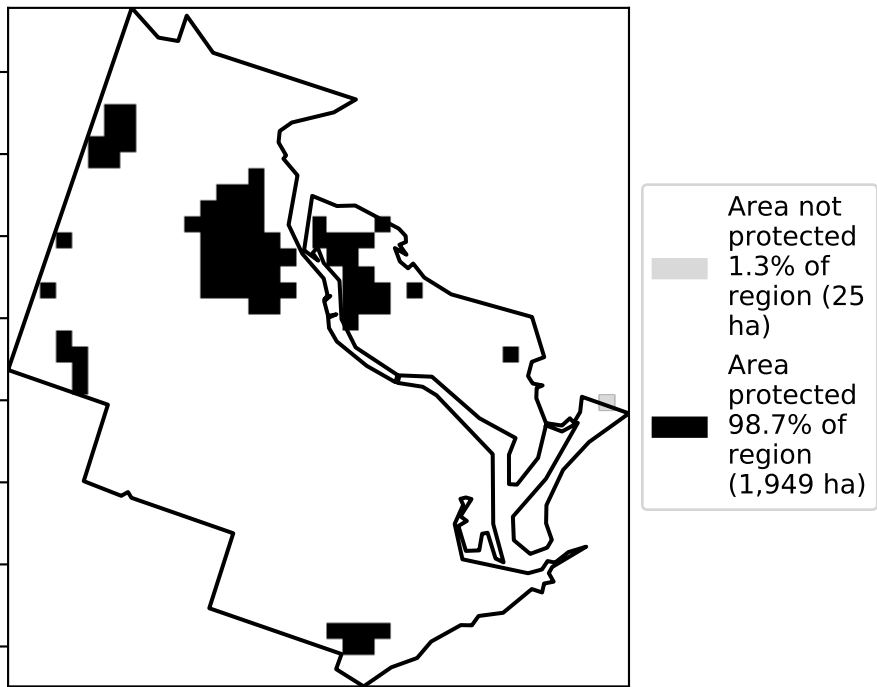 Area not
protected
1.3% of
region (25
ha)
Area
protected
98.7% of
region
(1,949 ha)